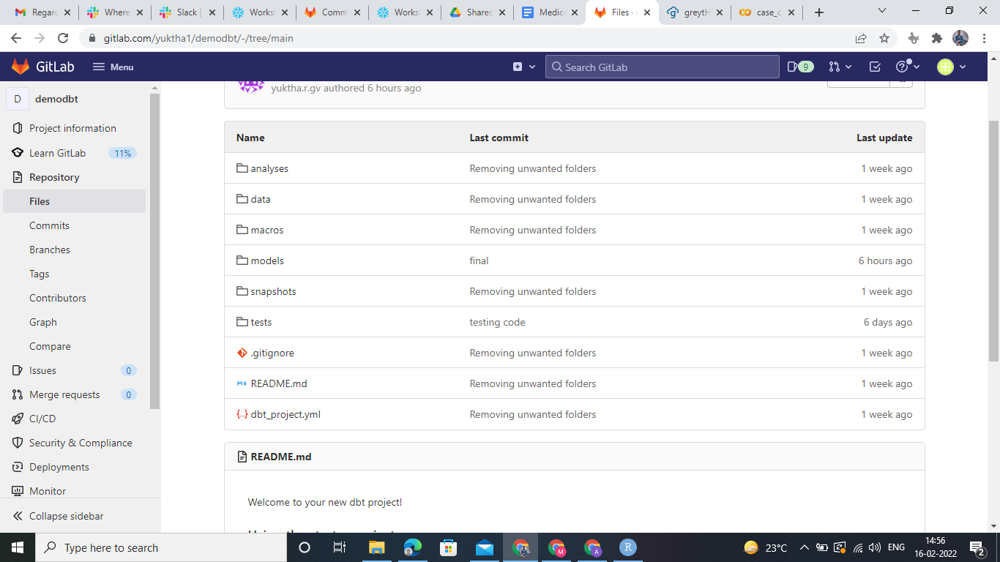 Regard
Where
Slack |
Works
Comm
Works
Shared
Medico
Files ·
greytH
case_c
gitlab.com/yuktha1/demodbt/-/tree/main
GitLab
Menu
Search GitLab
9
D
demodbt
Project information
Learn GitLab
11%
Repository
Files
Commits
Branches
Tags
Contributors
Graph
Compare
Issues
0
Merge requests
0
CI/CD
Security & Compliance
Deployments
Monitor
Collapse sidebar
yuktha.r.gv authored 6 hours ago
Name Last commit Last update
analyses Removing unwanted folders 1 week ago
data Removing unwanted folders 1 week ago
macros Removing unwanted folders 1 week ago
models final 6 hours ago
snapshots Removing unwanted folders 1 week ago
tests testing code 6 days ago
.gitignore Removing unwanted folders 1 week ago
README.md Removing unwanted folders 1 week ago
dbt_project.yml Removing unwanted folders 1 week ago
README.md
Welcome to your new dbt project!
Type here to search
23°C
ENG
14:56
16-02-2022
2